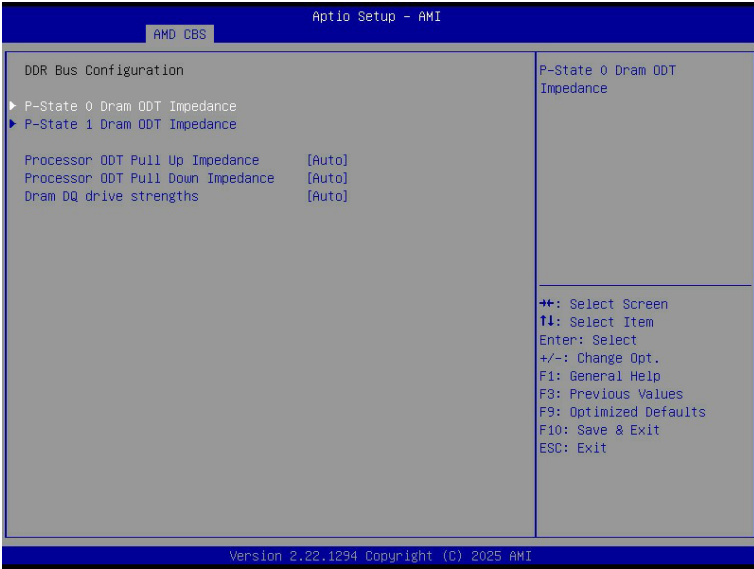 Aptio Setup – AMI
AMD CBS
DDR Bus Configuration
P-State 0 Dram ODT Impedance
P-State 1 Dram ODT Impedance
Processor ODT Pull Up Impedance [Auto]
Processor ODT Pull Down Impedance [Auto]
Dram DQ drive strengths [Auto]
P-State 0 Dram ODT
Impedance
→←: Select Screen
↑↓: Select Item
Enter: Select
+/-: Change Opt.
F1: General Help
F3: Previous Values
F9: Optimized Defaults
F10: Save & Exit
ESC: Exit
Version 2.22.1294 Copyright (C) 2025 AMI